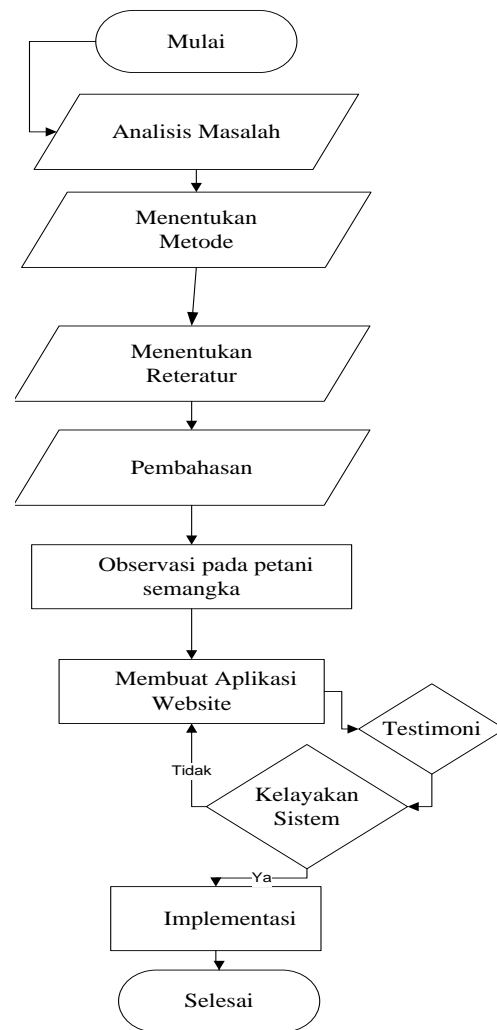 Mulai
Analisis Masalah
Menentukan
Metode
Menentukan
Reteratur
Pembahasan
Observasi pada petani
semangka
Membuat Aplikasi
Website
Testimoni
Tidak
Kelayakan
Sistem
Ya
Implementasi
Selesai